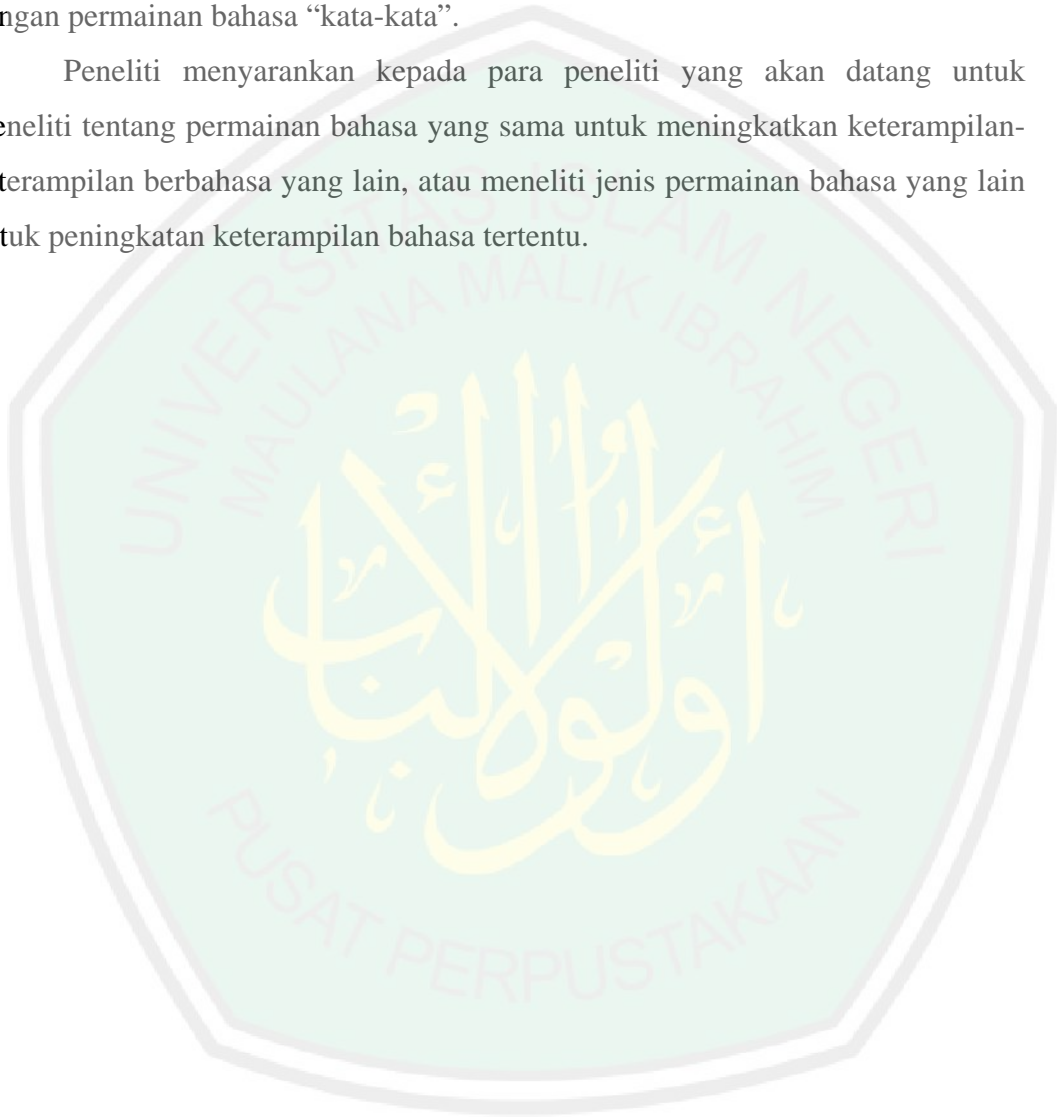 ngan permainan bahasa “kata-kata”.
Peneliti menyarankan kepada para peneliti yang akan datang untuk
eneliti tentang permainan bahasa yang sama untuk meningkatkan keterampilan-
terampilan berbahasa yang lain, atau meneliti jenis permainan bahasa yang lain
tuk peningkatan keterampilan bahasa tertentu.
UNIVERSITAS ISLAM NEGERI
MAULANA MALIK IBRAHIM
أولوا الألباب
PUSAT PERPUSTAKAAN